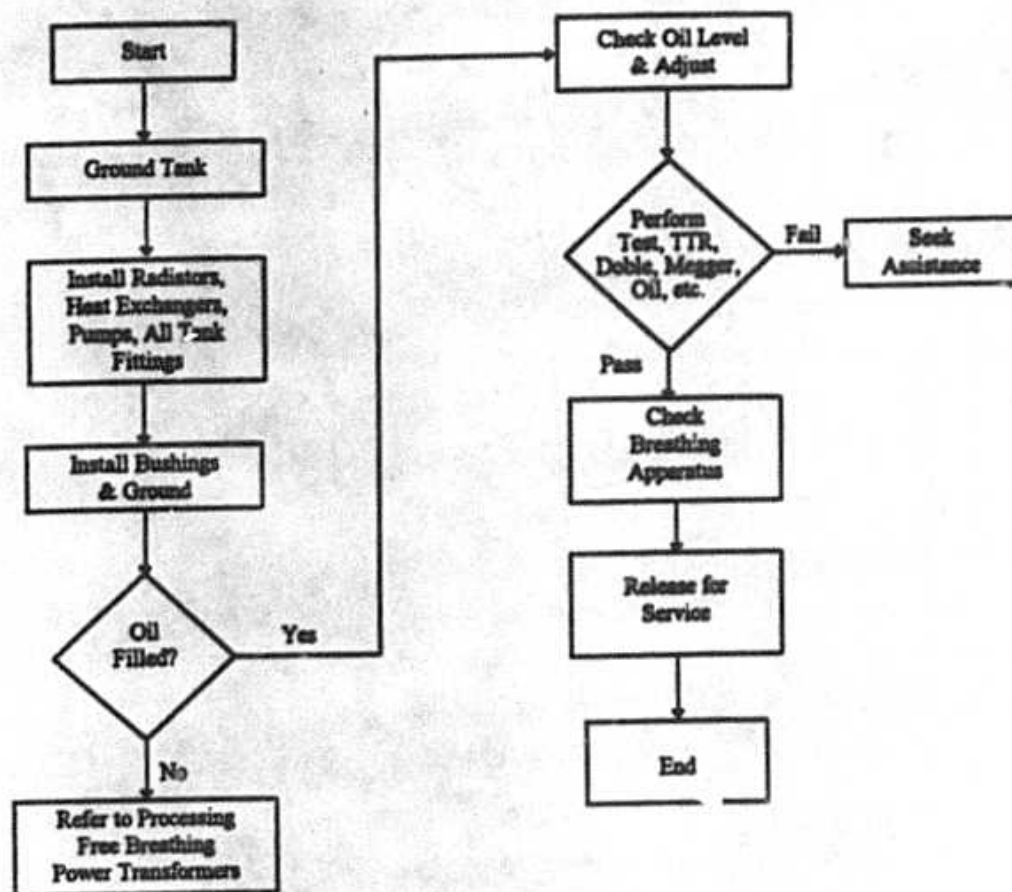 Start
Ground Tank
Install Radistors,
Heat Exchangers,
Pumps, All Tank
Fittings
Install Bushings
& Ground
Oil
Filled?
Yes
No
Refer to Processing
Free Breathing
Power Transformers
Check Oil Level
& Adjust
Perform
Test, TTR,
Doble, Megger,
Oil, etc.
Fail
Seek
Assistance
Pass
Check
Breathing
Apparatus
Release for
Service
End